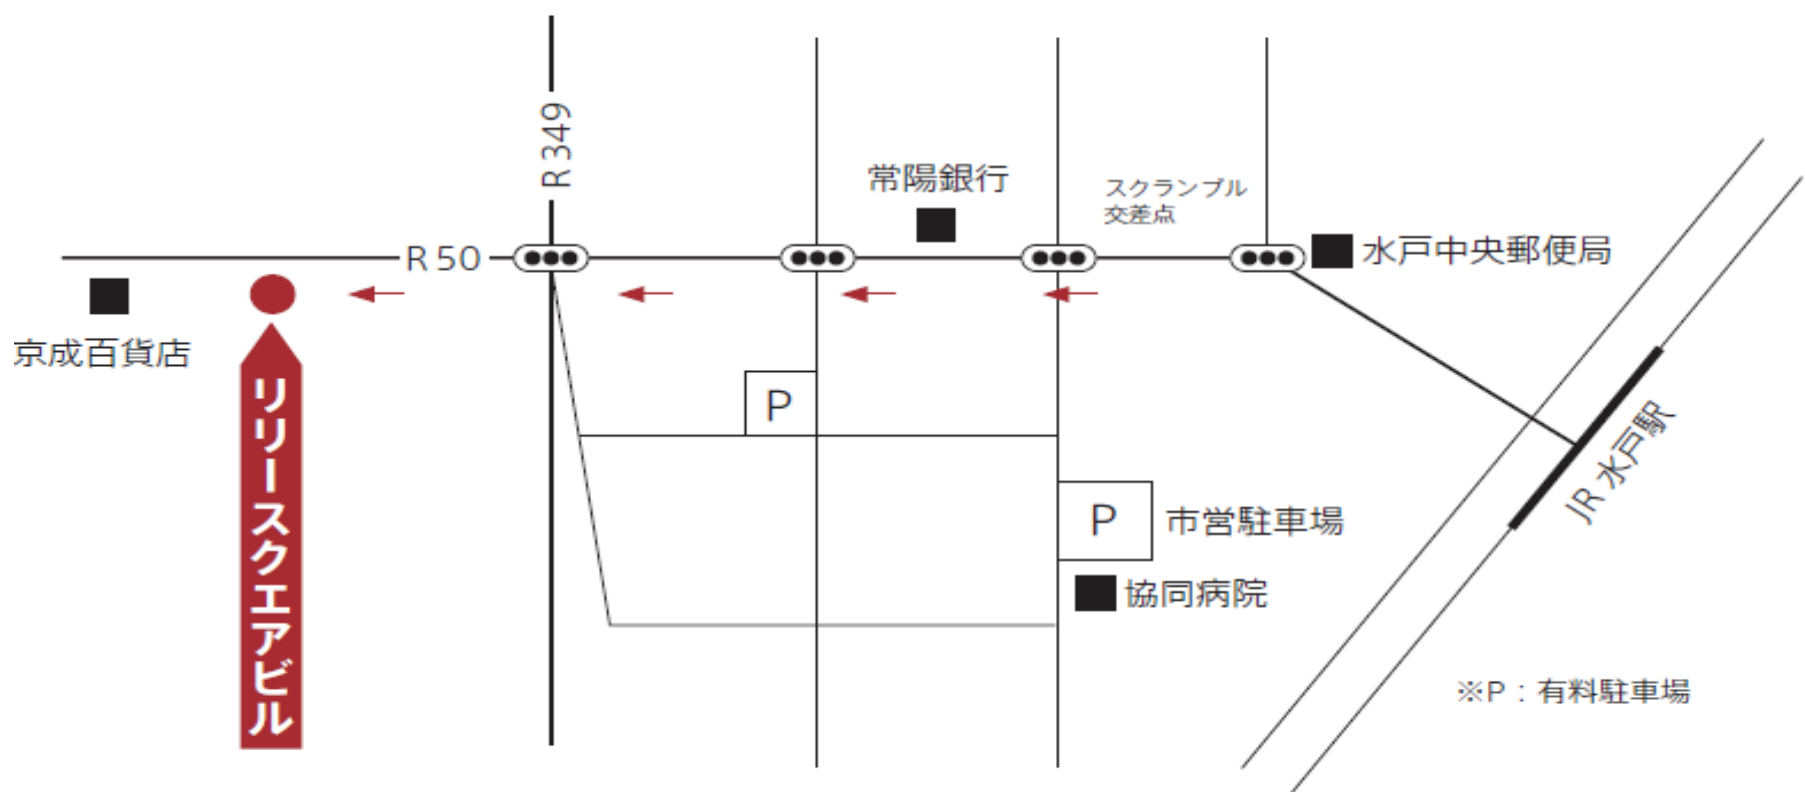 R 349
常陽銀行
スクランブル
交差点
R 50
水戸中央郵便局
京成百貨店
リリースクエアビル
P
JR 水戸駅
P
市営駐車場
協同病院
※P：有料駐車場